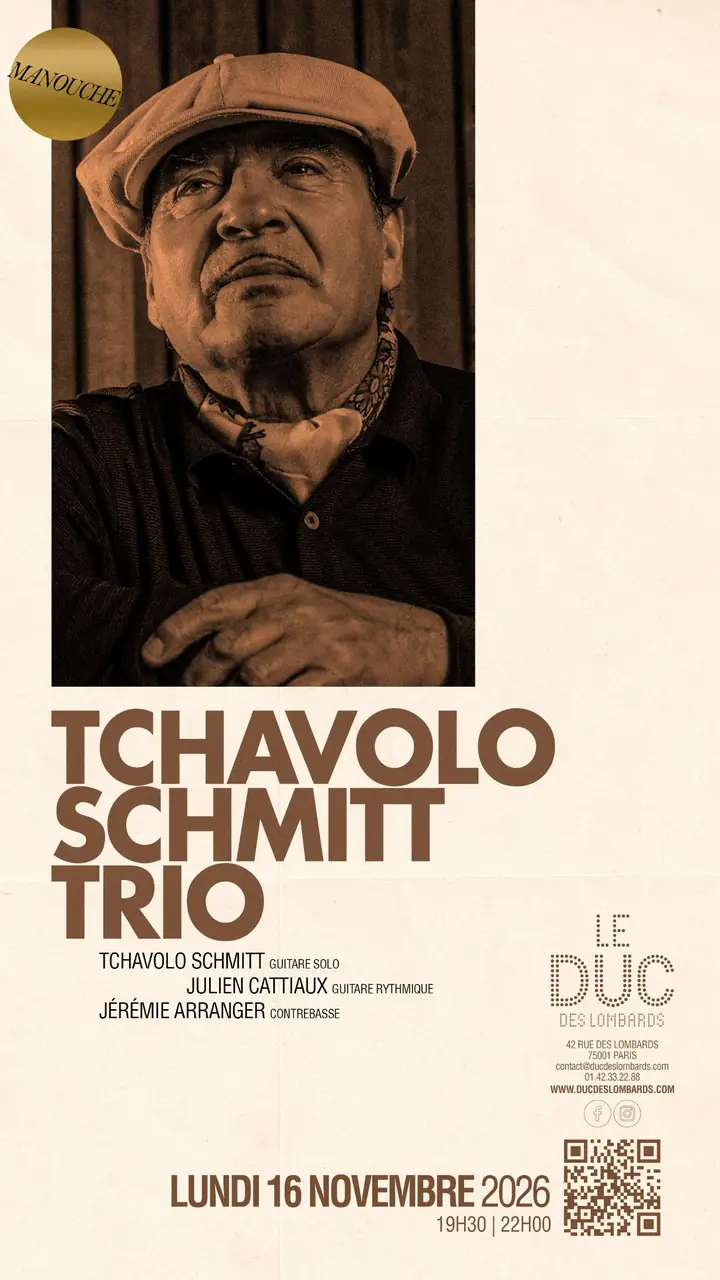 MANOUCHE
TCHAVOLO
SCHMITT
TRIO
TCHAVOLO SCHMITT GUITARE SOLO
JULIEN CATTIAUX GUITARE RYTHMIQUE
JÉRÉMIE ARRANGER CONTREBASSE
LE
DUC
DES LOMBARDS
42 RUE DES LOMBARDS
75001 PARIS
contact@ducdeslombards.com
01.42.33.22.88
WWW.DUCDESLOMBARDS.COM
LUNDI 16 NOVEMBRE 2026
19H30 | 22H00